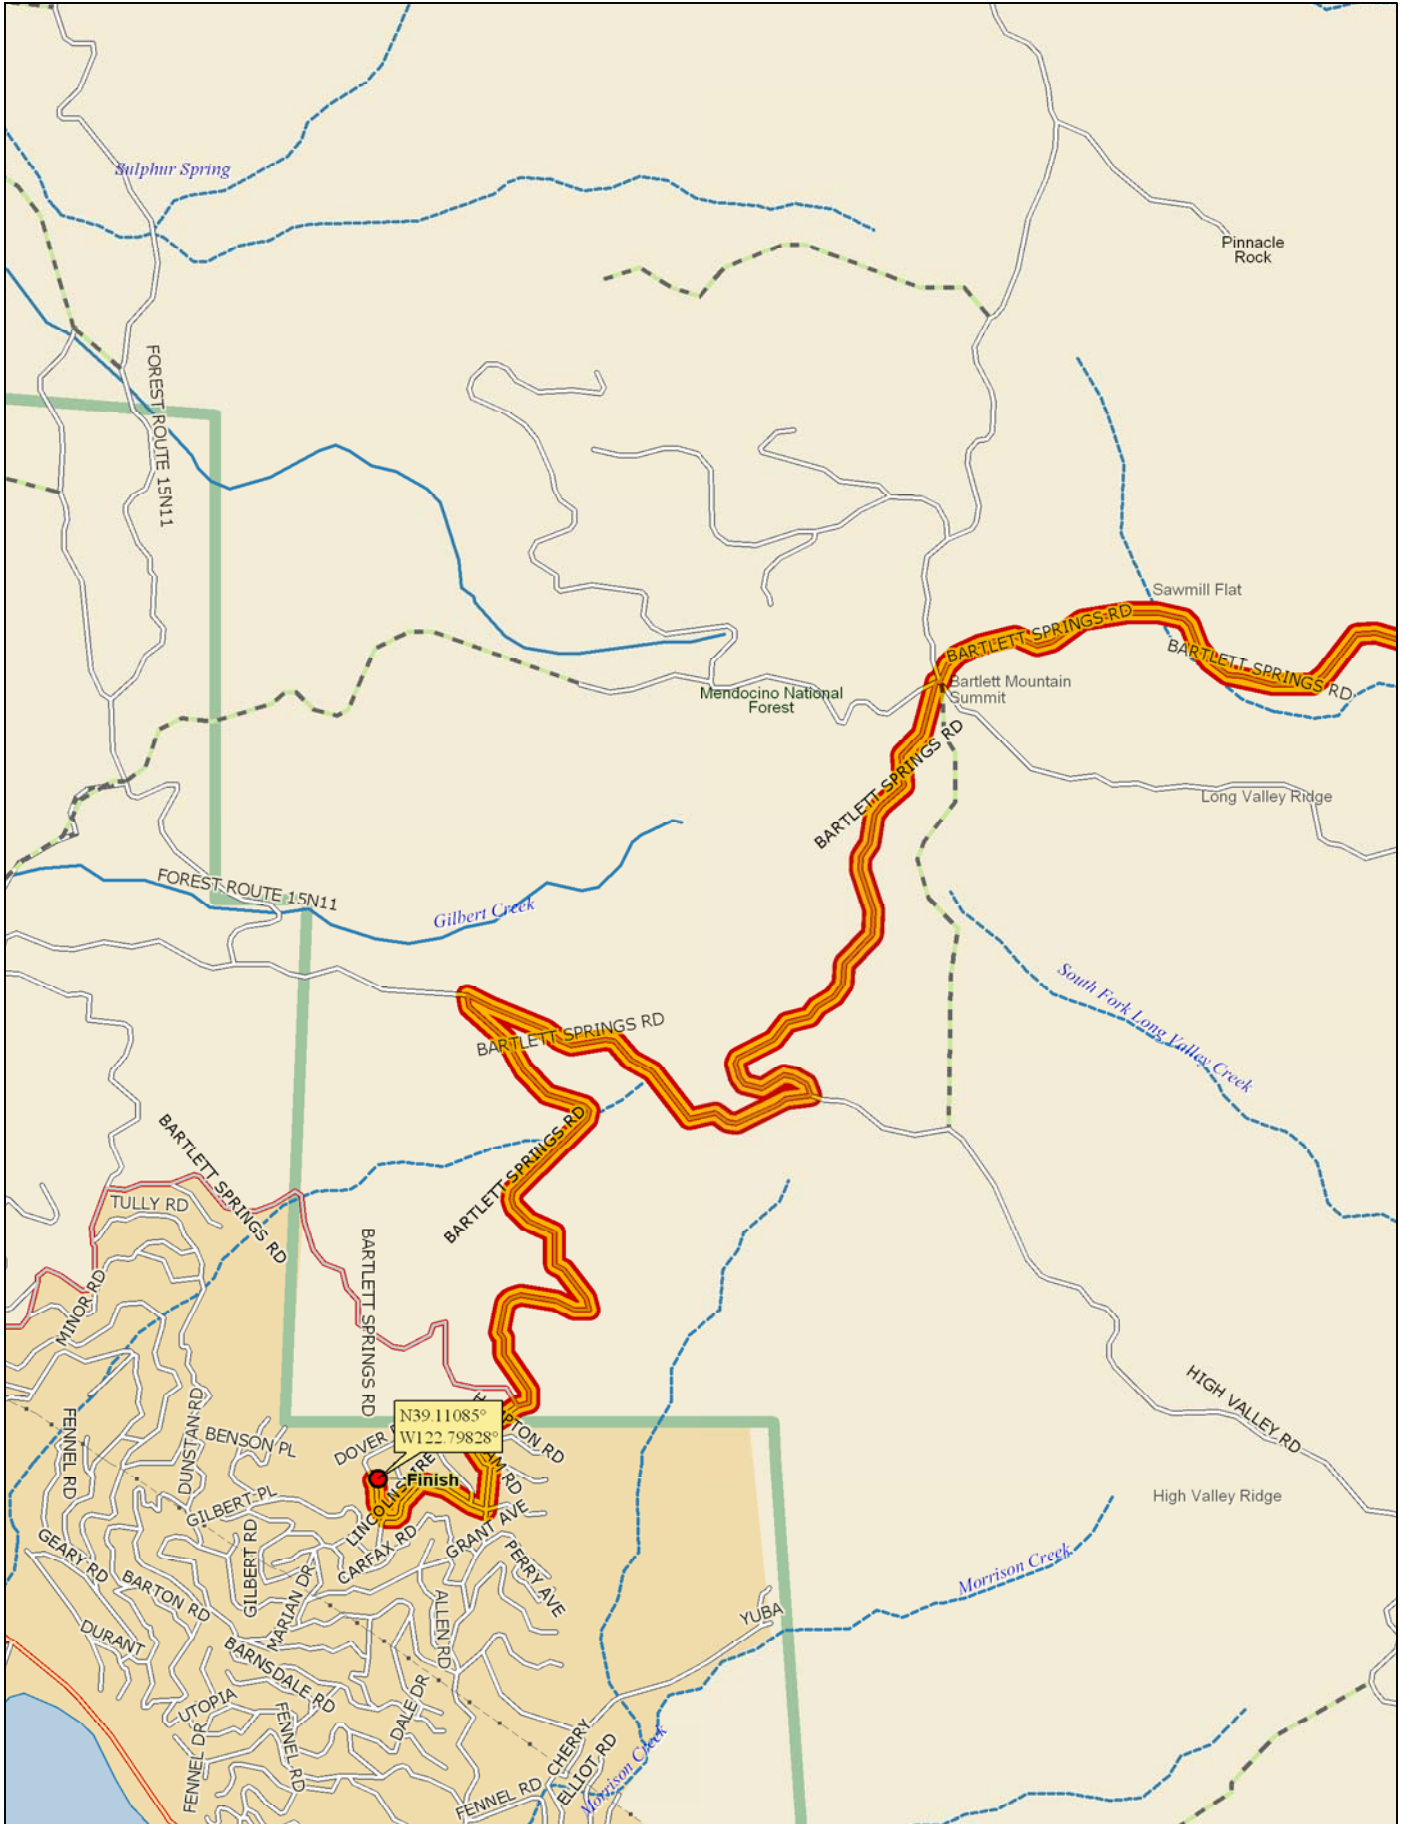 Sulphur Spring
Pinnacle
Rock
FOREST ROUTE 15N11
Sawmill Flat
BARTLETT SPRINGS RD
BARTLETT SPRINGS RD
Bartlett Mountain
Summit
Mendocino National
Forest
BARTLETT SPRINGS RD
Long Valley Ridge
FOREST ROUTE 15N11
Gilbert Creek
South Fork Long Valley Creek
BARTLETT SPRINGS RD
BARTLETT SPRINGS RD
BARTLETT SPRINGS RD
TULLY RD
BARTLETT SPRINGS RD
MINOR RD
HIGH VALLEY RD
N39.11085°
W122.79828°
DOVER
RD
Finish
LINCOLNSHIRE
RD
FENNEL RD
DUNSTAN RD
BENSON PL
High Valley Ridge
GILBERT PL
GILBERT RD
CARFAX RD
GRANT AVE
PERRY AVE
GEARY RD
BARTON RD
MARIAN DR
ALLEN RD
Morrison Creek
YUBA
DURANT
BARNSDALE RD
UTOPIA
DALE DR
FENNEL DR
FENNEL RD
CHERRY
ELLIOT RD
FENNEL RD
Morrison Creek